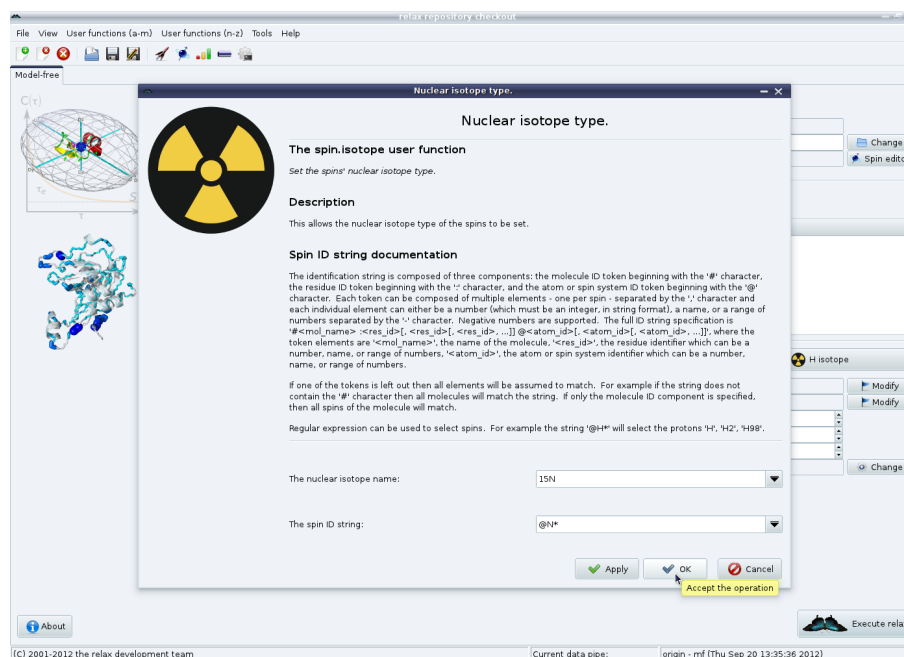 relax repository checkout
File View User functions (a-m) User functions (n-z) Tools Help
Model-free
Nuclear isotope type.
Nuclear isotope type.
The spin.isotope user function
Set the spins' nuclear isotope type.
Description
This allows the nuclear isotope type of the spins to be set.
Spin ID string documentation
The identification string is composed of three components: the molecule ID token beginning with the '#' character,
the residue ID token beginning with the ':' character, and the atom or spin system ID token beginning with the '@'
character. Each token can be composed of multiple elements - one per spin - separated by the ',' character and
each individual element can either be a number (which must be an integer, in string format), a name, or a range of
numbers separated by the '-' character. Negative numbers are supported. The full ID string specification is
'#<mol_name> :<res_id>[, <res_id>[, <res_id>, ...]] @<atom_id>[, <atom_id>[, <atom_id>, ...]]', where the
token elements are '<mol_name>', the name of the molecule, '<res_id>', the residue identifier which can be a
number, name, or range of numbers, '<atom_id>', the atom or spin system identifier which can be a number,
name, or range of numbers.
If one of the tokens is left out then all elements will be assumed to match. For example if the string does not
contain the '#' character then all molecules will match the string. If only the molecule ID component is specified,
then all spins of the molecule will match.
Regular expression can be used to select spins. For example the string '@H*' will select the protons 'H', 'H2', 'H98'.
The nuclear isotope name: 15N
The spin ID string: @N*
Apply OK Cancel
Accept the operation
C(τ)
τe
S
τ
Change
Spin edito
H isotope
Modify
Modify
Change
About
Execute rela
(C) 2001-2012 the relax development team Current data pipe: origin - mf (Thu Sep 20 13:35:36 2012)